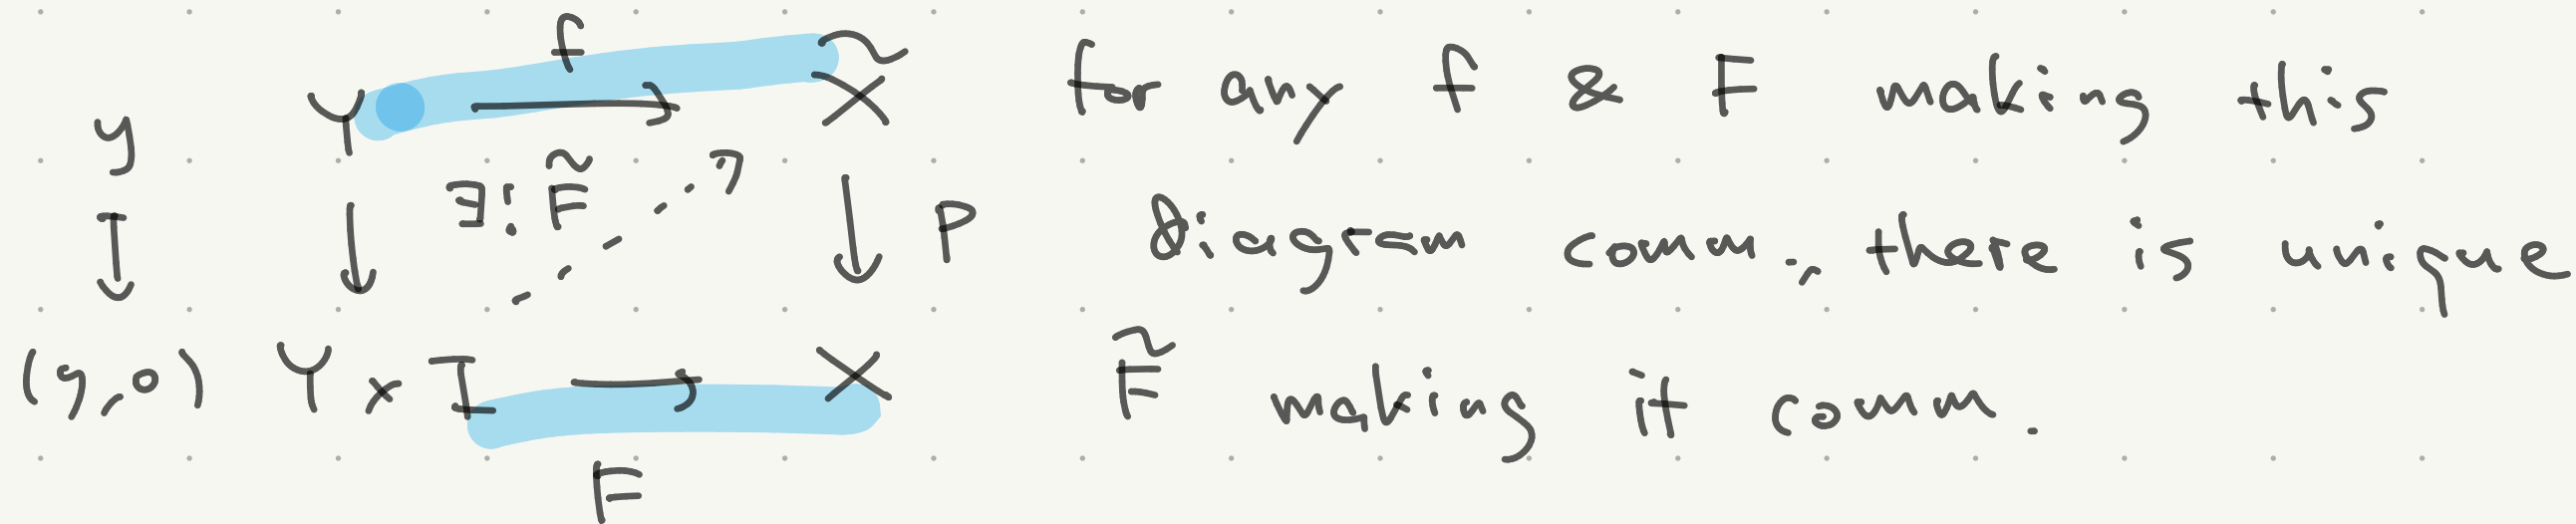 f
y Y → X̃ for any f & F making this
∃! F̃
↧ ↓ ↓ p diagram comm., there is unique
(y,0) Y × I → X F̃ making it comm.
F